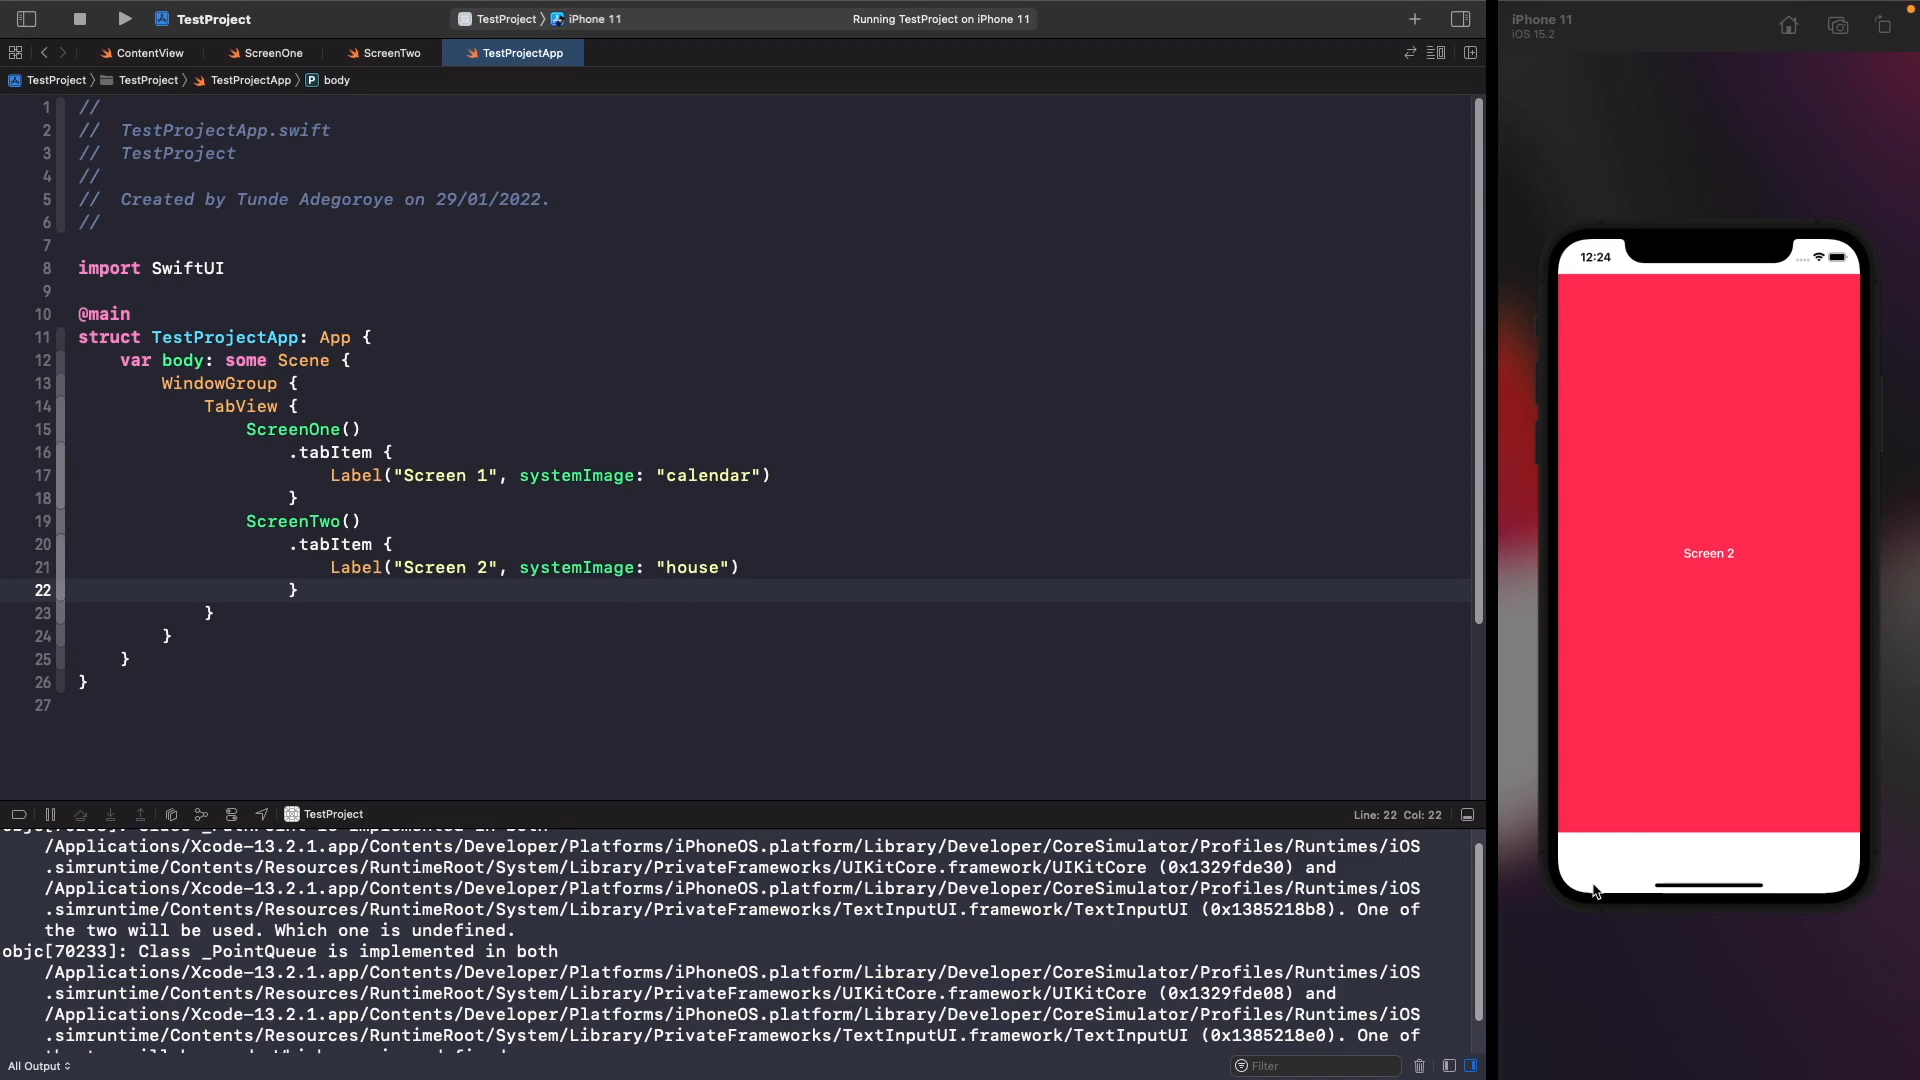 TestProject
TestProject 〉 iPhone 11
Running TestProject on iPhone 11
ContentView
ScreenOne
ScreenTwo
TestProjectApp
TestProject 〉 TestProject 〉 TestProjectApp 〉 P body
1 //
2 //  TestProjectApp.swift
3 //  TestProject
4 //
5 //  Created by Tunde Adegoroye on 29/01/2022.
6 //
7
8 import SwiftUI
9
10 @main
11 struct TestProjectApp: App {
12     var body: some Scene {
13         WindowGroup {
14             TabView {
15                 ScreenOne()
16                     .tabItem {
17                         Label("Screen 1", systemImage: "calendar")
18                     }
19                 ScreenTwo()
20                     .tabItem {
21                         Label("Screen 2", systemImage: "house")
22                     }
23             }
24         }
25     }
26 }
27
TestProject
Line: 22 Col: 22
/Applications/Xcode-13.2.1.app/Contents/Developer/Platforms/iPhoneOS.platform/Library/Developer/CoreSimulator/Profiles/Runtimes/iOS
.simruntime/Contents/Resources/RuntimeRoot/System/Library/PrivateFrameworks/UIKitCore.framework/UIKitCore (0x1329fde30) and
/Applications/Xcode-13.2.1.app/Contents/Developer/Platforms/iPhoneOS.platform/Library/Developer/CoreSimulator/Profiles/Runtimes/iOS
.simruntime/Contents/Resources/RuntimeRoot/System/Library/PrivateFrameworks/TextInputUI.framework/TextInputUI (0x1385218b8). One of
the two will be used. Which one is undefined.
objc[70233]: Class _PointQueue is implemented in both
/Applications/Xcode-13.2.1.app/Contents/Developer/Platforms/iPhoneOS.platform/Library/Developer/CoreSimulator/Profiles/Runtimes/iOS
.simruntime/Contents/Resources/RuntimeRoot/System/Library/PrivateFrameworks/UIKitCore.framework/UIKitCore (0x1329fde08) and
/Applications/Xcode-13.2.1.app/Contents/Developer/Platforms/iPhoneOS.platform/Library/Developer/CoreSimulator/Profiles/Runtimes/iOS
.simruntime/Contents/Resources/RuntimeRoot/System/Library/PrivateFrameworks/TextInputUI.framework/TextInputUI (0x1385218e0). One of
All Output
Filter
iPhone 11
iOS 15.2
12:24
Screen 2